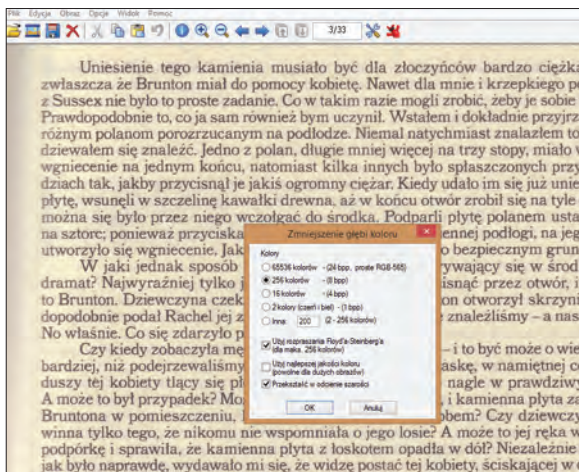 Plik Edycja Obraz Opcje Widok Pomoc
3/33
Uniesienie tego kamienia musiało być dla złoczyńców bardzo ciężka
zwłaszcza że Brunton miał do pomocy kobietę. Nawet dla mnie i krzepkiego po
z Sussex nie było to proste zadanie. Co w takim razie mogli zrobić, żeby je sobie
Prawdopodobnie to, co ja sam również bym uczynił. Wstałem i dokładnie przyjrz
różnym polanom porozrzucanym na podłodze. Niemal natychmiast znalazłem to
dziewałem się znaleźć. Jedno z polan, długie mniej więcej na trzy stopy, miało w
wgniecenie na jednym końcu, natomiast kilka innych było spłaszczonych przy
dziach tak, jakby przycisnął je jakiś ogromny ciężar. Kiedy udało im się już unie
płytę, wsunęli w szczelinę kawałki drewna, aż w końcu otwór zrobił się na tyle
można się było przez niego wczołgać do środka. Podparli płytę polanem usta
na sztorc; ponieważ przyciska ennej podłogi, na jeg
utworzyło się wgniecenie. Jak o bezpiecznym grun
W jaki jednak sposób rywający się w środ
dramat? Najwyraźniej tylko j isnąć przez otwór, i
to Brunton. Dziewczyna czek on otworzył skrzyni
dopodobnie podał Rachel jej z e znaleźliśmy – a nas
No właśnie. Co się zdarzyło p
Czy kiedy zobaczyła mę – i to być może o wie
bardziej, niż podejrzewaliśmy askę, w namiętnej ce
duszy tej kobiety tlący się pł nagle w prawdziwy
A może to był przypadek? Mo , i kamienna płyta za
Bruntona w pomieszczeniu, obem? Czy dziewczy
winna tylko tego, że nikomu nie wspomniała o jego losie? A może to jej ręka w
podpórkę i sprawiła, że kamienna płyta z łoskotem opadła w dół? Niezależnie
jak było naprawdę, wydawało mi się, że widzę postać tej kobiety, ściskającej w
Zmniejszenie głębi koloru
Kolory
65536 kolorów - (24 bpp, proste RGB-565)
256 kolorów - (8 bpp)
16 kolorów - (4 bpp)
2 kolory (czerń i biel) - (1 bpp)
Inna: 200 (2 - 256 kolorów)
Użyj rozpraszania Floyd'a-Steinberg'a
(dla maks. 256 kolorów)
Użyj najlepszej jakości koloru
(powolne dla dużych obrazów)
Przekształć w odcienie szarości
OK Anuluj